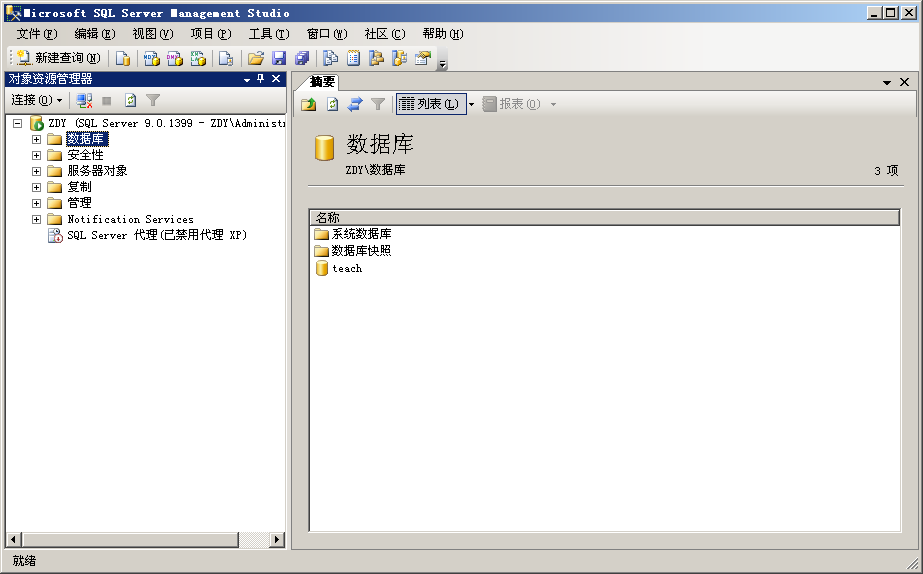 Microsoft SQL Server Management Studio
文件(F) 编辑(E) 视图(V) 项目(P) 工具(T) 窗口(W) 社区(C) 帮助(H)
新建查询(N)
对象资源管理器
连接(O)
ZDY (SQL Server 9.0.1399 - ZDY\Administr
数据库
安全性
服务器对象
复制
管理
Notification Services
SQL Server 代理(已禁用代理 XP)
摘要
列表(L) 报表(O)
数据库
ZDY\数据库
3 项
名称
系统数据库
数据库快照
teach
就绪